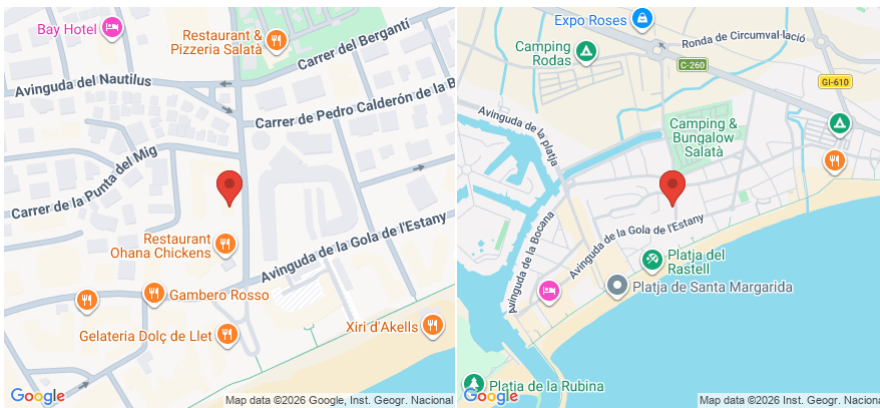 Bay Hotel
Restaurant &
Pizzeria Salatà
Carrer del Bergantí
Avinguda del Nautilus
Carrer de Pedro Calderón de la B
Carrer de la Punta del Mig
Restaurant
Ohana Chickens
Avinguda de la Gola de l'Estany
Gambero Rosso
Gelateria Dolç de Llet
Xiri d'Akells
Google
Map data ©2026 Google, Inst. Geogr. Nacional
Expo Roses
Ronda de Circumval·lació
Camping
Rodas
C-260
GI-610
Avinguda de la platja
Camping &
Bungalow
Salatà
Avinguda de la Bocana
Avinguda de la Gola de l'Estany
Platja del
Rastell
Platja de Santa Margarida
Platja de la Rubina
Google
Map data ©2026 Google, Inst. Geogr. Nacional